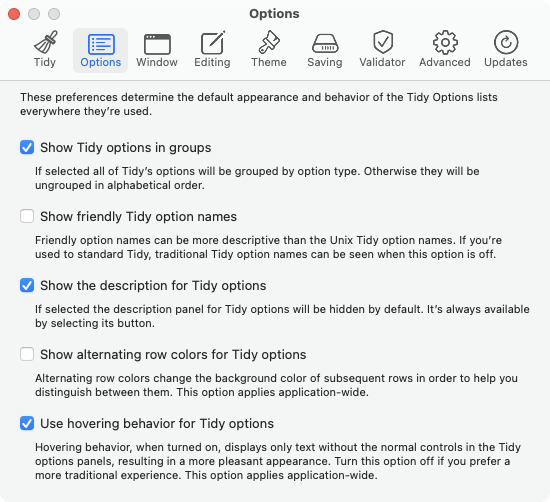 Options
Tidy
Options
Window
Editing
Theme
Saving
Validator
Advanced
Updates
These preferences determine the default appearance and behavior of the Tidy Options lists
everywhere they're used.
Show Tidy options in groups
If selected all of Tidy's options will be grouped by option type. Otherwise they will be
ungrouped in alphabetical order.
Show friendly Tidy option names
Friendly option names can be more descriptive than the Unix Tidy option names. If you're
used to standard Tidy, traditional Tidy option names can be seen when this option is off.
Show the description for Tidy options
If selected the description panel for Tidy options will be hidden by default. It's always available
by selecting its button.
Show alternating row colors for Tidy options
Alternating row colors change the background color of subsequent rows in order to help you
distinguish between them. This option applies application-wide.
Use hovering behavior for Tidy options
Hovering behavior, when turned on, displays only text without the normal controls in the Tidy
options panels, resulting in a more pleasant appearance. Turn this option off if you prefer a
more traditional experience. This option applies application-wide.